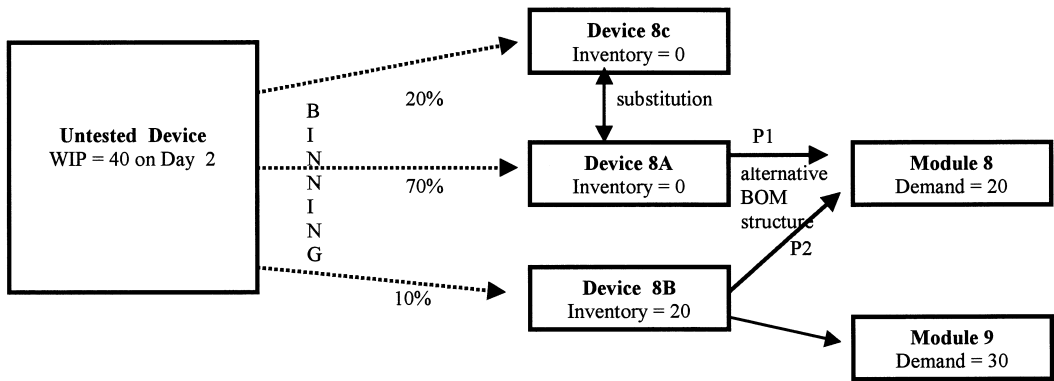 Untested Device
WIP = 40 on Day 2
BINNING
20%
70%
10%
Device 8c
Inventory = 0
substitution
Device 8A
Inventory = 0
Device 8B
Inventory = 20
P1
alternative
BOM
structure
P2
Module 8
Demand = 20
Module 9
Demand = 30